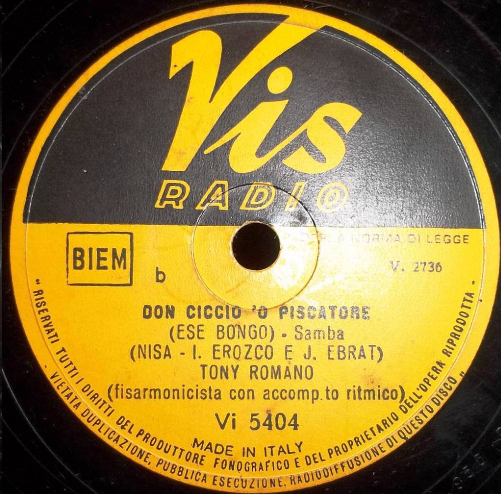 Vis
RADIO
A NORMA DI LEGGE
BIEM
b
V. 2736
DON CICCIO 'O PISCATORE
(ESE BONGO) - Samba
(NISA - I. EROZCO E J. EBRAT)
TONY ROMANO
(fisarmonicista con accomp.to ritmico)
Vi 5404
MADE IN ITALY
"RISERVATI TUTTI I DIRITTI DEL PRODUTTORE FONOGRAFICO E DEL PROPRIETARIO DELL'OPERA RIPRODOTTA -
- VIETATA DUPLICAZIONE, PUBBLICA ESECUZIONE, RADIODIFFUSIONE DI QUESTO DISCO"